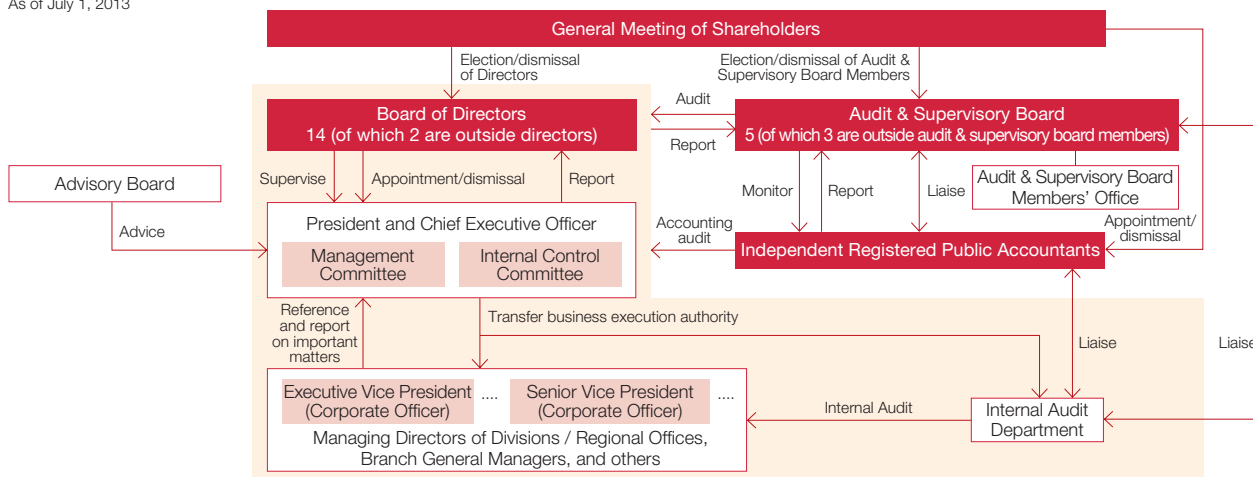 As of July 1, 2013
General Meeting of Shareholders
Election/dismissal
of Directors
Election/dismissal of Audit &
Supervisory Board Members
Board of Directors
14 (of which 2 are outside directors)
Audit
Report
Audit & Supervisory Board
5 (of which 3 are outside audit & supervisory board members)
Advisory Board
Advice
Supervise
Appointment/dismissal
Report
Monitor
Report
Liaise
Audit & Supervisory Board
Members' Office
President and Chief Executive Officer
Management
Committee
Internal Control
Committee
Accounting
audit
Independent Registered Public Accountants
Appointment/
dismissal
Reference
and report
on important
matters
Transfer business execution authority
Liaise
Liaise
Executive Vice President
(Corporate Officer)
....
Senior Vice President
(Corporate Officer)
....
Managing Directors of Divisions / Regional Offices,
Branch General Managers, and others
Internal Audit
Internal Audit
Department